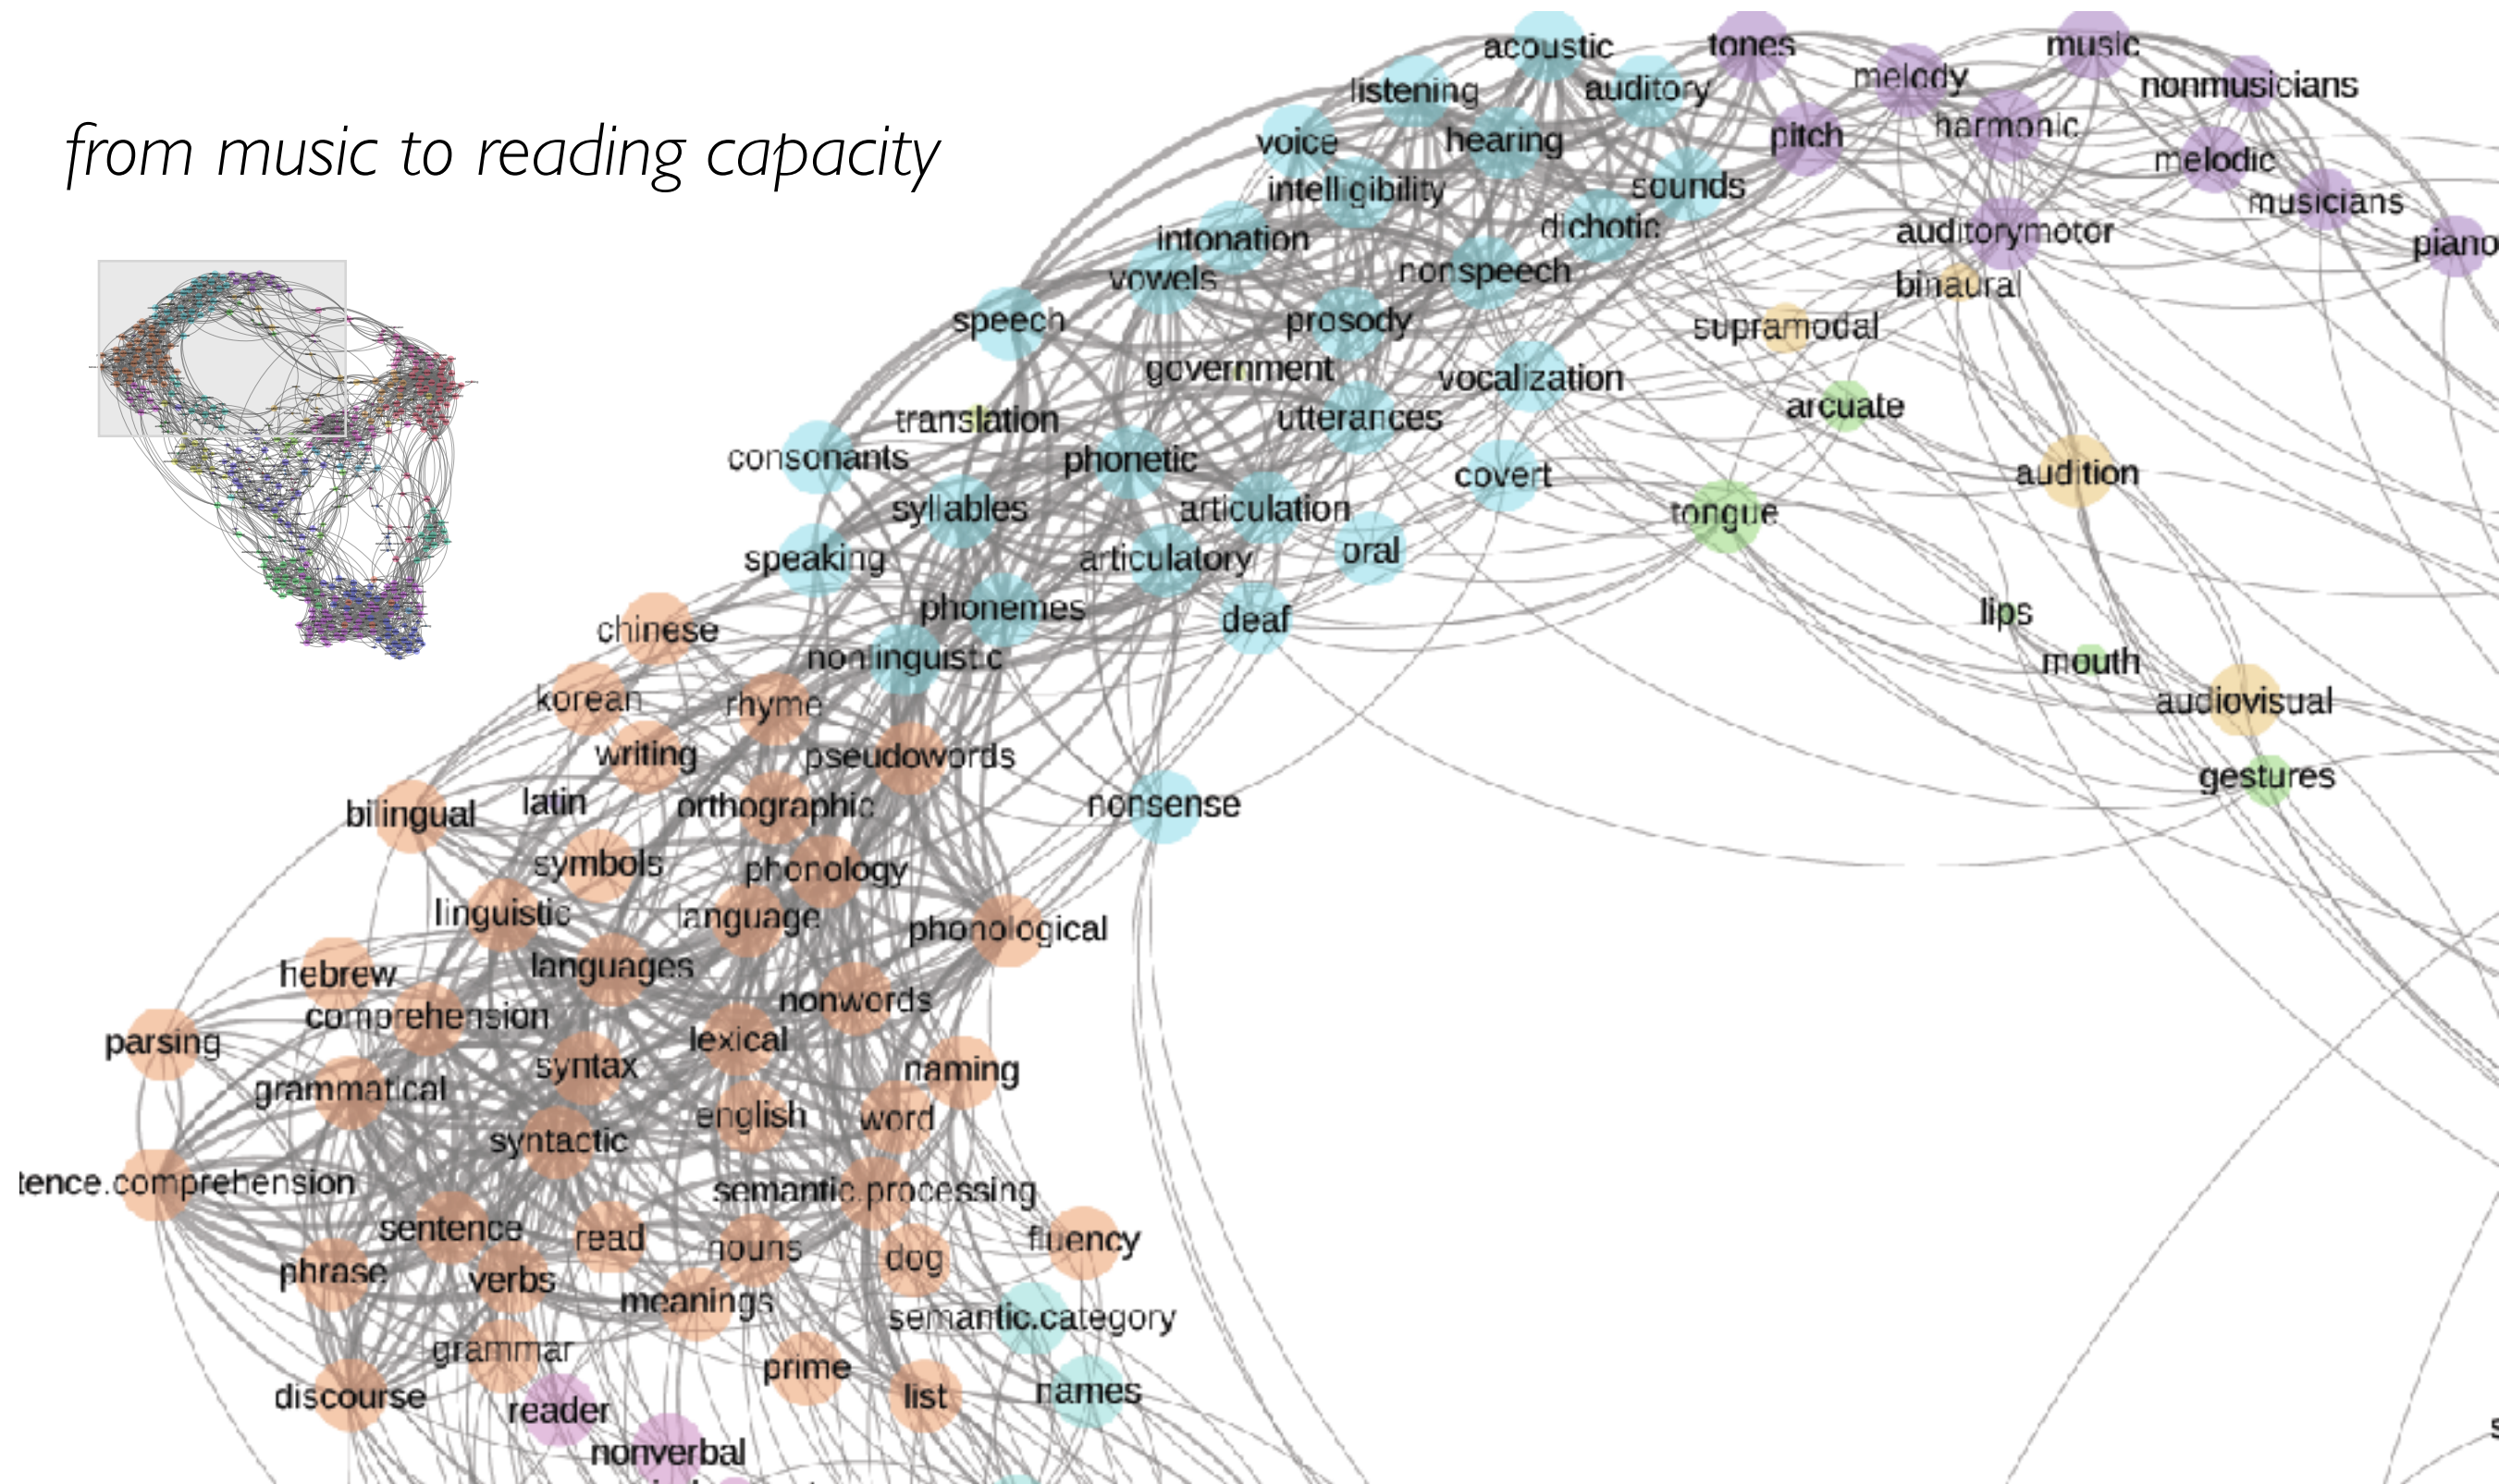 from music to reading capacity
acoustic
tones
music
listening
auditory
melody
nonmusicians
voice
hearing
pitch
harmonic
melodic
intelligibility
sounds
musicians
intonation
dichotic
auditorymotor
piano
vowels
nonspeech
binaural
speech
prosody
supramodal
government
vocalization
translation
utterances
arcuate
consonants
phonetic
covert
audition
syllables
articulation
tongue
speaking
articulatory
oral
phonemes
deaf
lips
chinese
nonlinguistic
mouth
korean
rhyme
audiovisual
writing
pseudowords
gestures
bilingual
latin
orthographic
nonsense
symbols
phonology
linguistic
language
phonological
hebrew
languages
nonwords
comprehension
parsing
lexical
syntax
naming
grammatical
english
word
syntactic
tence.comprehension
semantic.processing
sentence
read
nouns
dog
fluency
phrase
verbs
meanings
semantic.category
grammar
prime
discourse
list
names
reader
nonverbal